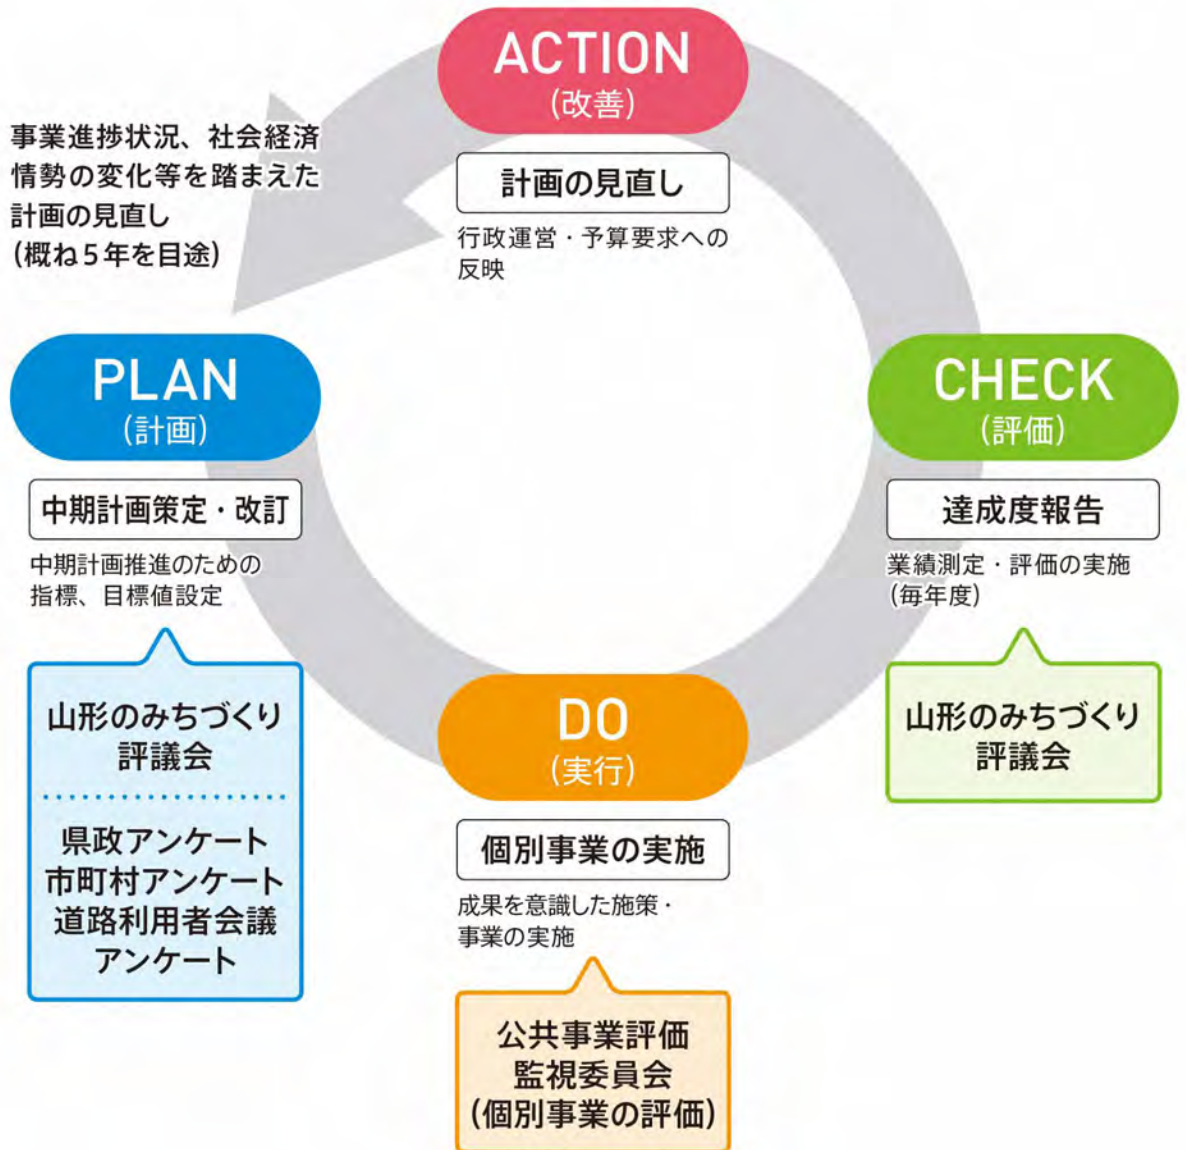 ACTION
(改善)
計画の見直し
行政運営・予算要求への
反映
事業進捗状況、社会経済
情勢の変化等を踏まえた
計画の見直し
(概ね5年を目途)
PLAN
(計画)
中期計画策定・改訂
中期計画推進のための
指標、目標値設定
山形のみちづくり
評議会
県政アンケート
市町村アンケート
道路利用者会議
アンケート
DO
(実行)
個別事業の実施
成果を意識した施策・
事業の実施
公共事業評価
監視委員会
(個別事業の評価)
CHECK
(評価)
達成度報告
業績測定・評価の実施
(毎年度)
山形のみちづくり
評議会